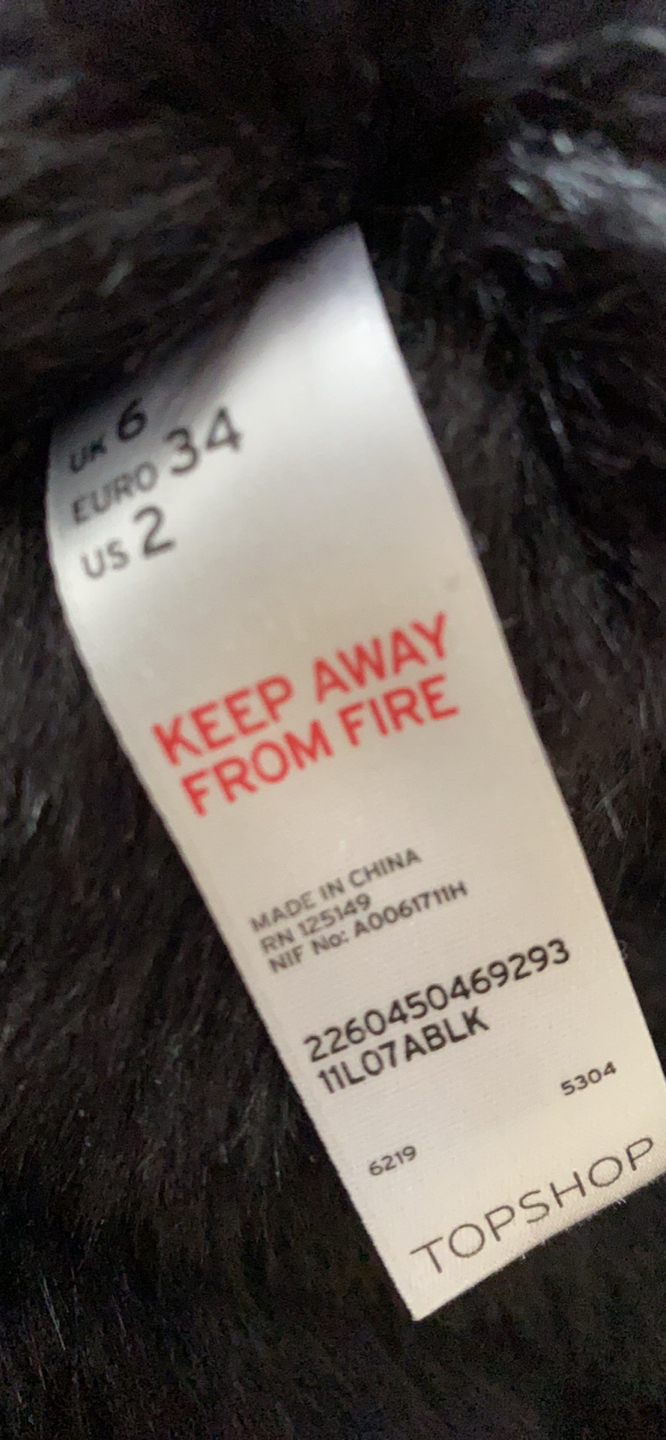 UK 6
EURO 34
US 2
KEEP AWAY
FROM FIRE
MADE IN CHINA
RN 125149
NIF No: A0061711H
2260450469293
11L07ABLK
5304
6219
TOPSHOP